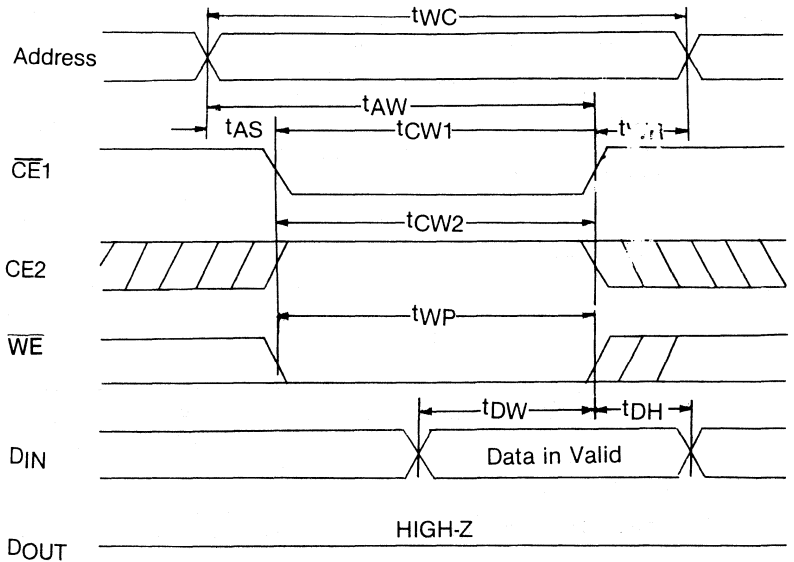 tWC
Address
tAW
tAS
tCW1
CE1
tCW2
CE2
tWP
WE
tDW
tDH
DIN
Data in Valid
HIGH-Z
DOUT